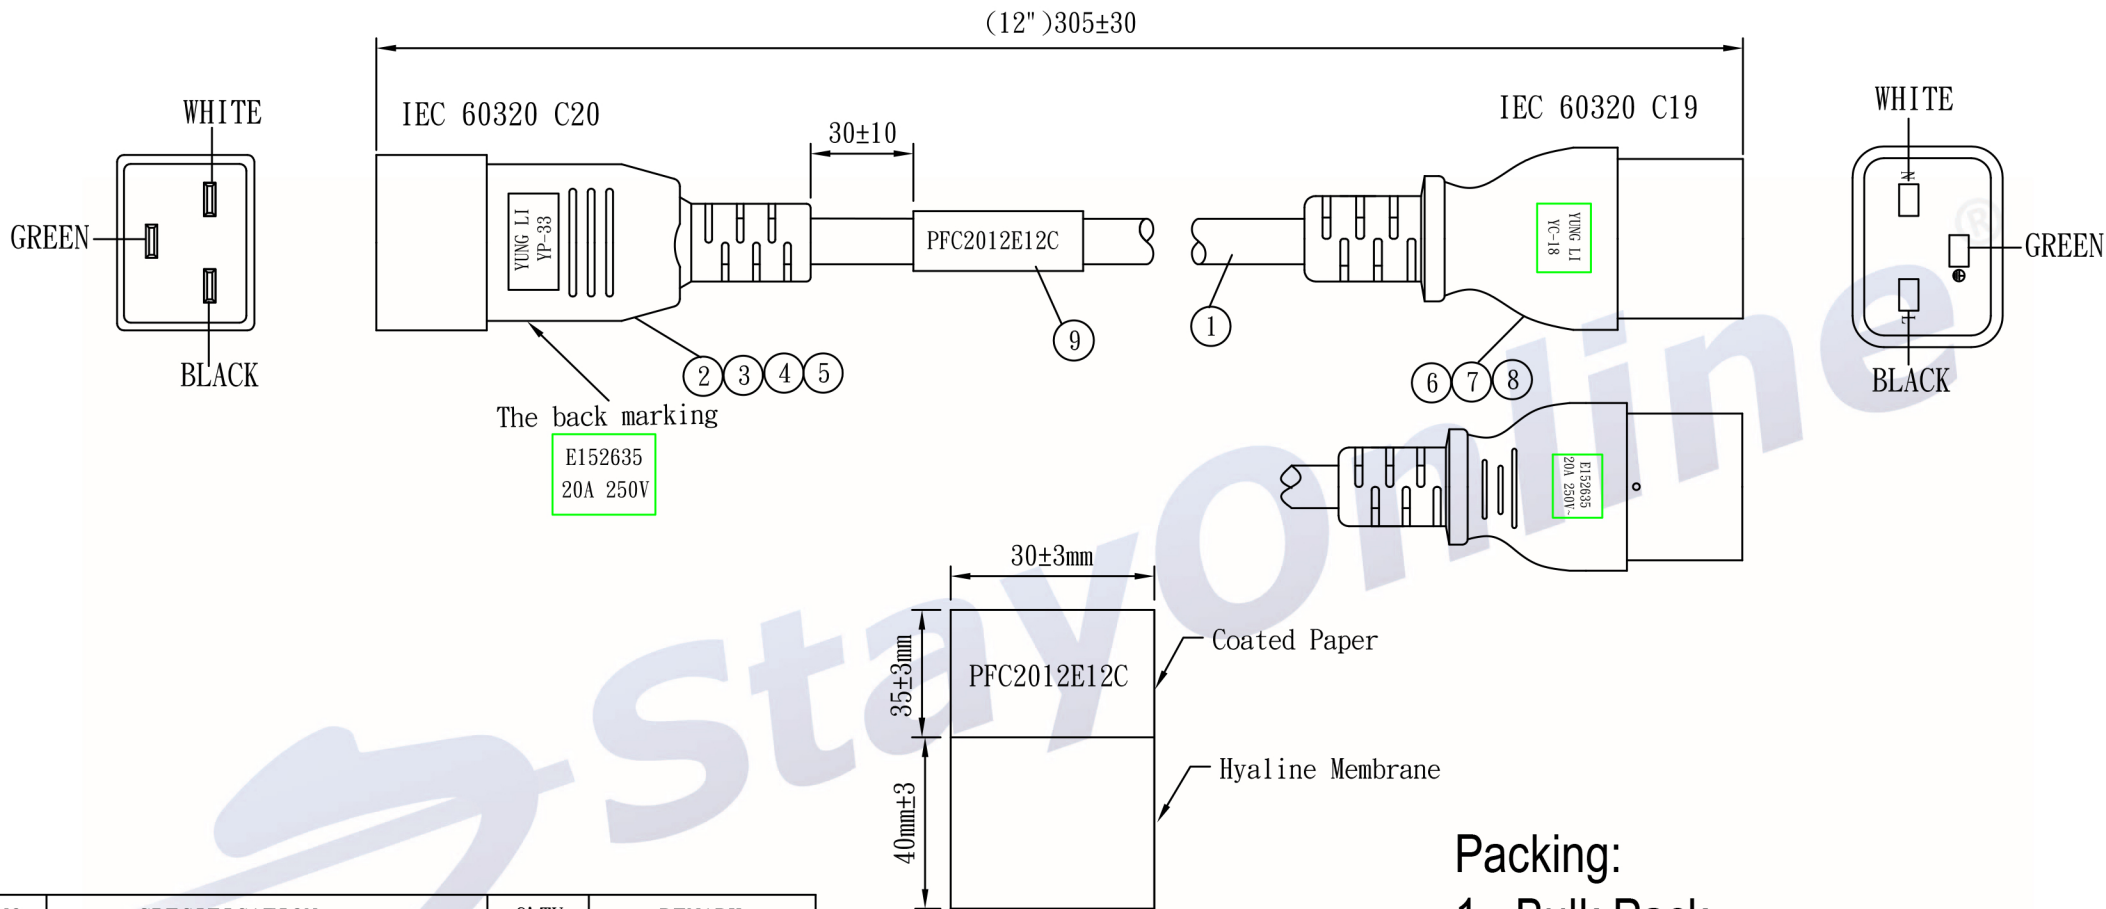 (12")305±30
IEC 60320 C20
IEC 60320 C19
WHITE
GREEN
BLACK
30±10
YUNG LI
YP-33
PFC2012E12C
YUNG LI
YC-18
WHITE
N
GREEN
L
BLACK
1
9
2 3 4 5
6 7 8
The back marking
E152635
20A 250V
E152635
20A 250V~
30±3mm
35±3mm
PFC2012E12C
Coated Paper
40mm±3
Hyaline Membrane
StayOnline
®
Packing:
1. Bulk Pack